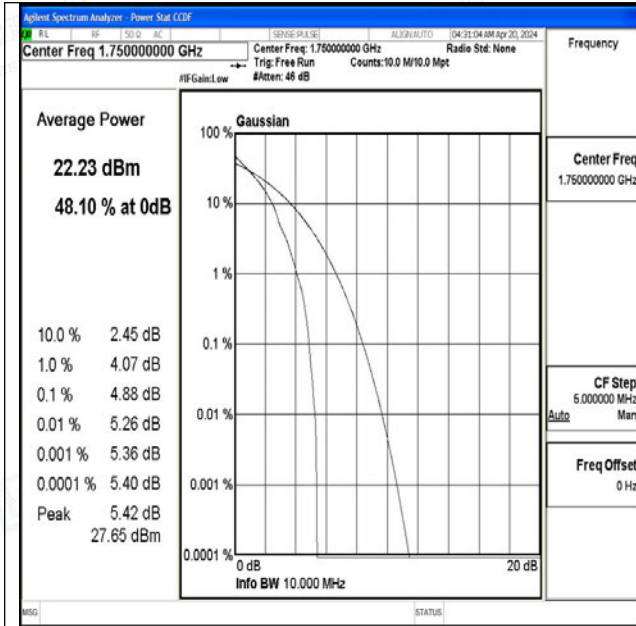 Agilent Spectrum Analyzer - Power Stat CCDF
RL RF 50 Ω AC SENSE:PULSE ALIGN AUTO 04:31:04 AM Apr 20, 2024
Center Freq 1.750000000 GHz
Center Freq: 1.750000000 GHz Radio Std: None
Trig: Free Run Counts:10.0 M/10.0 Mpt
#IFGain:Low #Atten: 46 dB
Frequency
Average Power
22.23 dBm
48.10 % at 0dB
10.0 % 2.45 dB
1.0 % 4.07 dB
0.1 % 4.88 dB
0.01 % 5.26 dB
0.001 % 5.36 dB
0.0001 % 5.40 dB
Peak 5.42 dB
27.65 dBm
Gaussian
100 %
10 %
1 %
0.1 %
0.01 %
0.001 %
0.0001 %
0 dB 20 dB
Info BW 10.000 MHz
Center Freq
1.750000000 GHz
CF Step
5.000000 MHz
Auto Man
Freq Offset
0 Hz
MSG STATUS